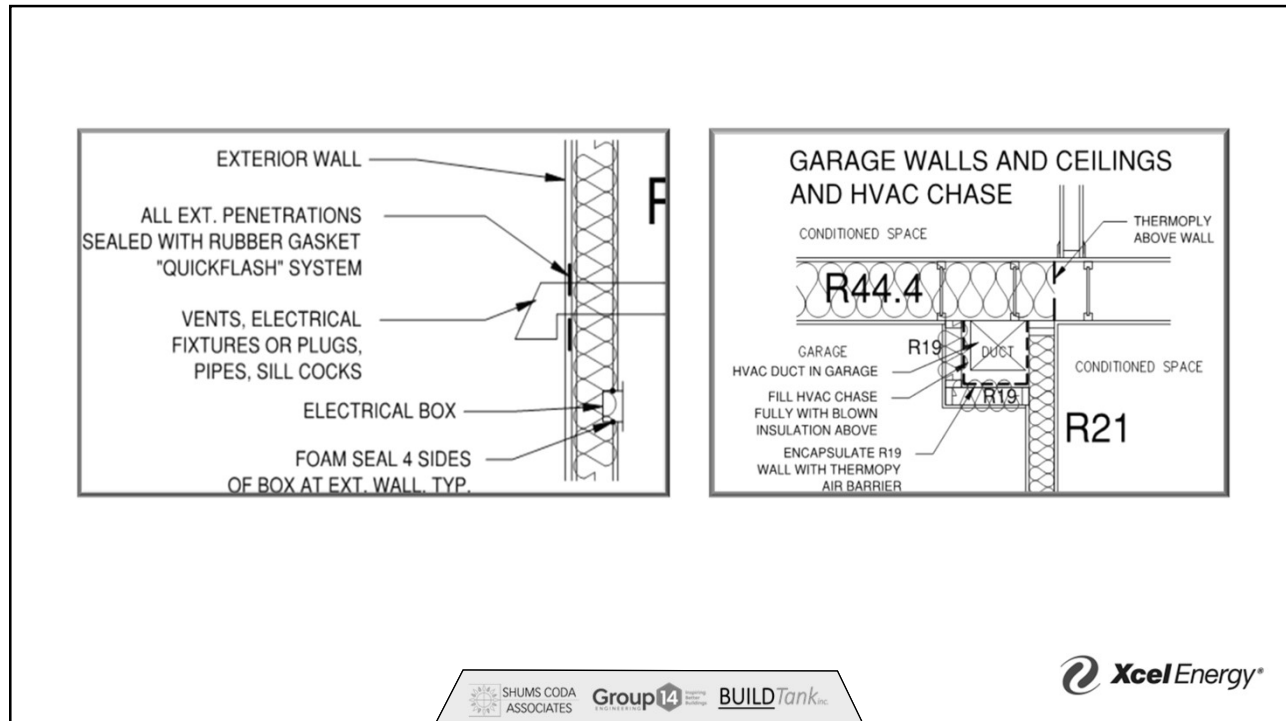 EXTERIOR WALL
ALL EXT. PENETRATIONS
SEALED WITH RUBBER GASKET
"QUICKFLASH" SYSTEM
VENTS, ELECTRICAL
FIXTURES OR PLUGS,
PIPES, SILL COCKS
ELECTRICAL BOX
FOAM SEAL 4 SIDES
OF BOX AT EXT. WALL. TYP.
GARAGE WALLS AND CEILINGS
AND HVAC CHASE
CONDITIONED SPACE
THERMOPLY
ABOVE WALL
R44.4
GARAGE
R19
DUCT
HVAC DUCT IN GARAGE
CONDITIONED SPACE
FILL HVAC CHASE
FULLY WITH BLOWN
INSULATION ABOVE
R19
R21
ENCAPSULATE R19
WALL WITH THERMOPY
AIR BARRIER
SHUMS CODA
ASSOCIATES
Group14
ENGINEERING
Inspiring
Better
Buildings
BUILDTank inc.
Xcel Energy®